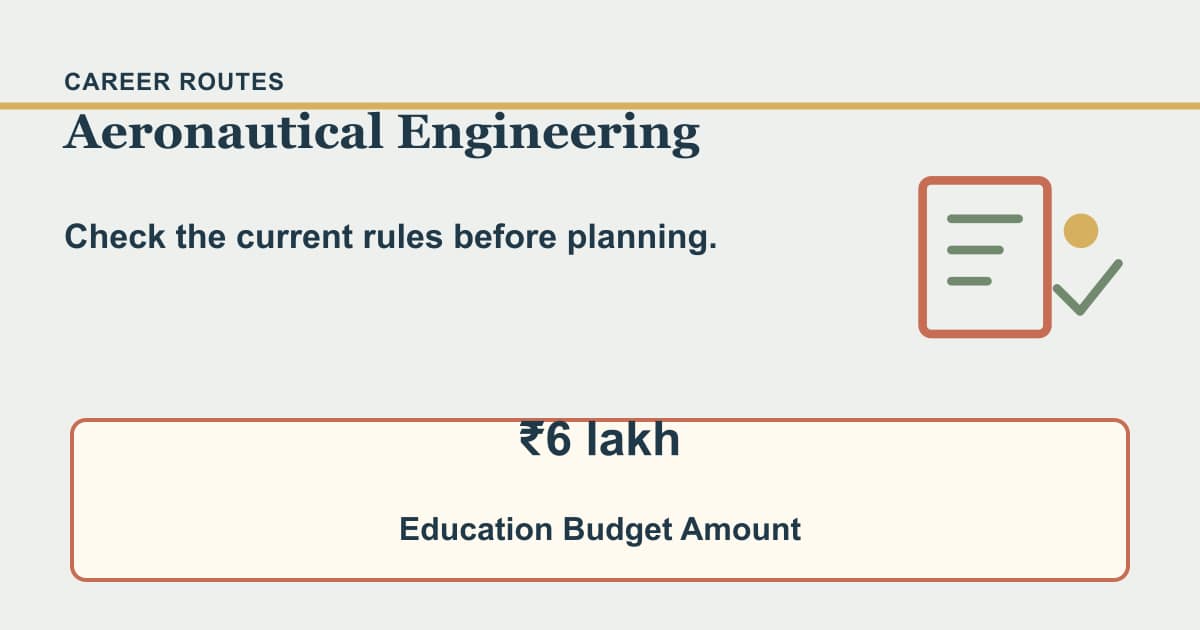 CAREER ROUTES
Aeronautical Engineering
Check the current rules before planning.
₹6 lakh
Education Budget Amount